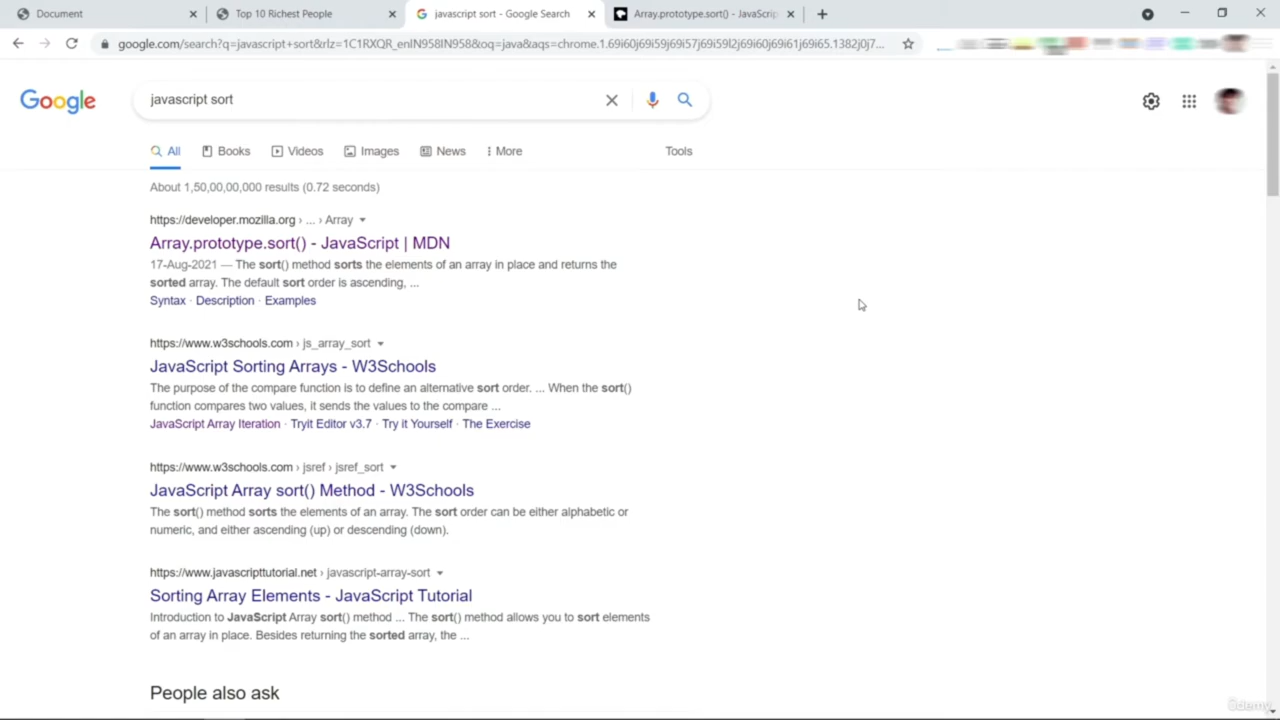 Document
Top 10 Richest People
javascript sort - Google Search
Array.prototype.sort() - JavaScrip
google.com/search?q=javascript+sort&rlz=1C1RXQR_enIN958IN958&oq=java&aqs=chrome.1.69i60j69i59j69i57j69i59l2j69i60j69i61j69i65.1382j0j7...
Google
javascript sort
All
Books
Videos
Images
News
More
Tools
About 1,50,00,00,000 results (0.72 seconds)
https://developer.mozilla.org › ... › Array
Array.prototype.sort() - JavaScript | MDN
17-Aug-2021 — The sort() method sorts the elements of an array in place and returns the
sorted array. The default sort order is ascending, ...
Syntax · Description · Examples
https://www.w3schools.com › js_array_sort
JavaScript Sorting Arrays - W3Schools
The purpose of the compare function is to define an alternative sort order. ... When the sort()
function compares two values, it sends the values to the compare ...
JavaScript Array Iteration · Tryit Editor v3.7 · Try it Yourself · The Exercise
https://www.w3schools.com › jsref › jsref_sort
JavaScript Array sort() Method - W3Schools
The sort() method sorts the elements of an array. The sort order can be either alphabetic or
numeric, and either ascending (up) or descending (down).
https://www.javascripttutorial.net › javascript-array-sort
Sorting Array Elements - JavaScript Tutorial
Introduction to JavaScript Array sort() method ... The sort() method allows you to sort elements
of an array in place. Besides returning the sorted array, the ...
People also ask
ûdemy